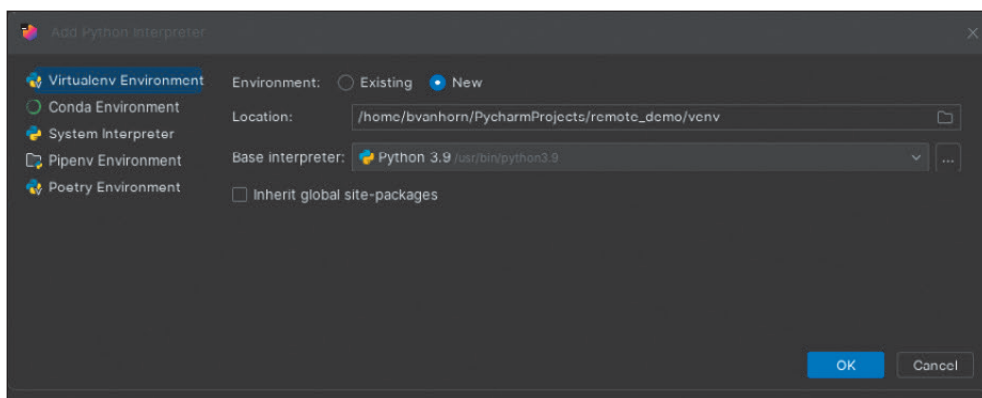 Add Python Interpreter
Virtualenv Environment
Conda Environment
System Interpreter
Pipenv Environment
Poetry Environment
Environment: Existing New
Location: /home/bvanhorn/PycharmProjects/remote_demo/venv
Base interpreter: Python 3.9 /usr/bin/python3.9 ...
Inherit global site-packages
OK Cancel